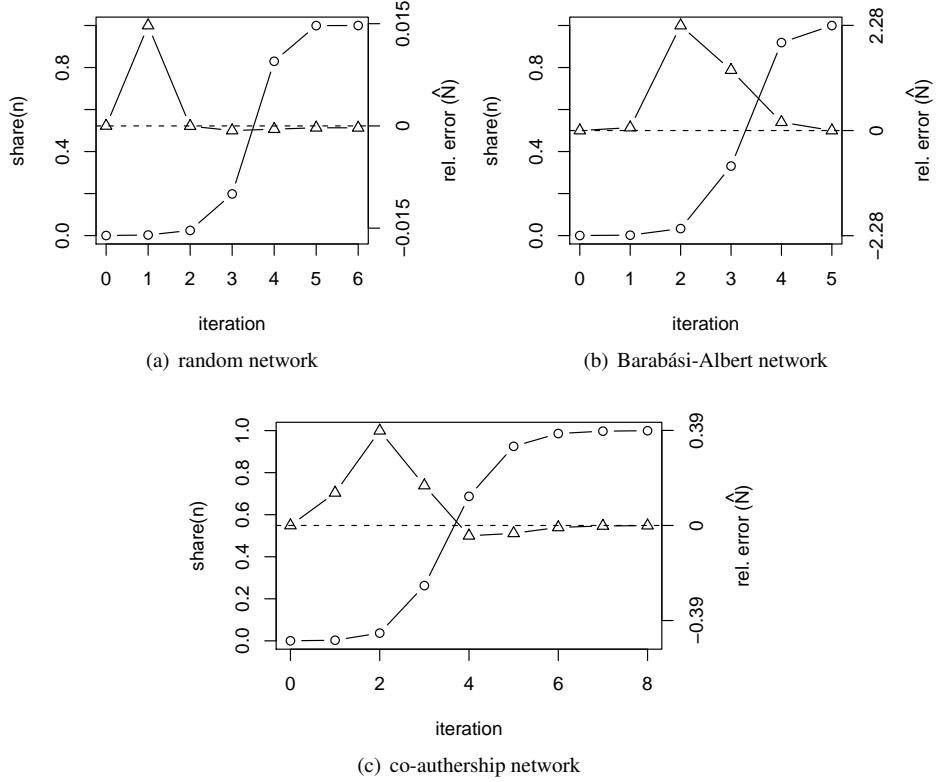 share(n)
0.0 0.4 0.8
0 1 2 3 4 5 6
iteration
−0.015 0 0.015
rel. error (N̂)
(a) random network
share(n)
0.0 0.4 0.8
0 1 2 3 4 5
iteration
−2.28 0 2.28
rel. error (N̂)
(b) Barabási-Albert network
share(n)
0.0 0.2 0.4 0.6 0.8 1.0
0 2 4 6 8
iteration
−0.39 0 0.39
rel. error (N̂)
(c) co-authership network